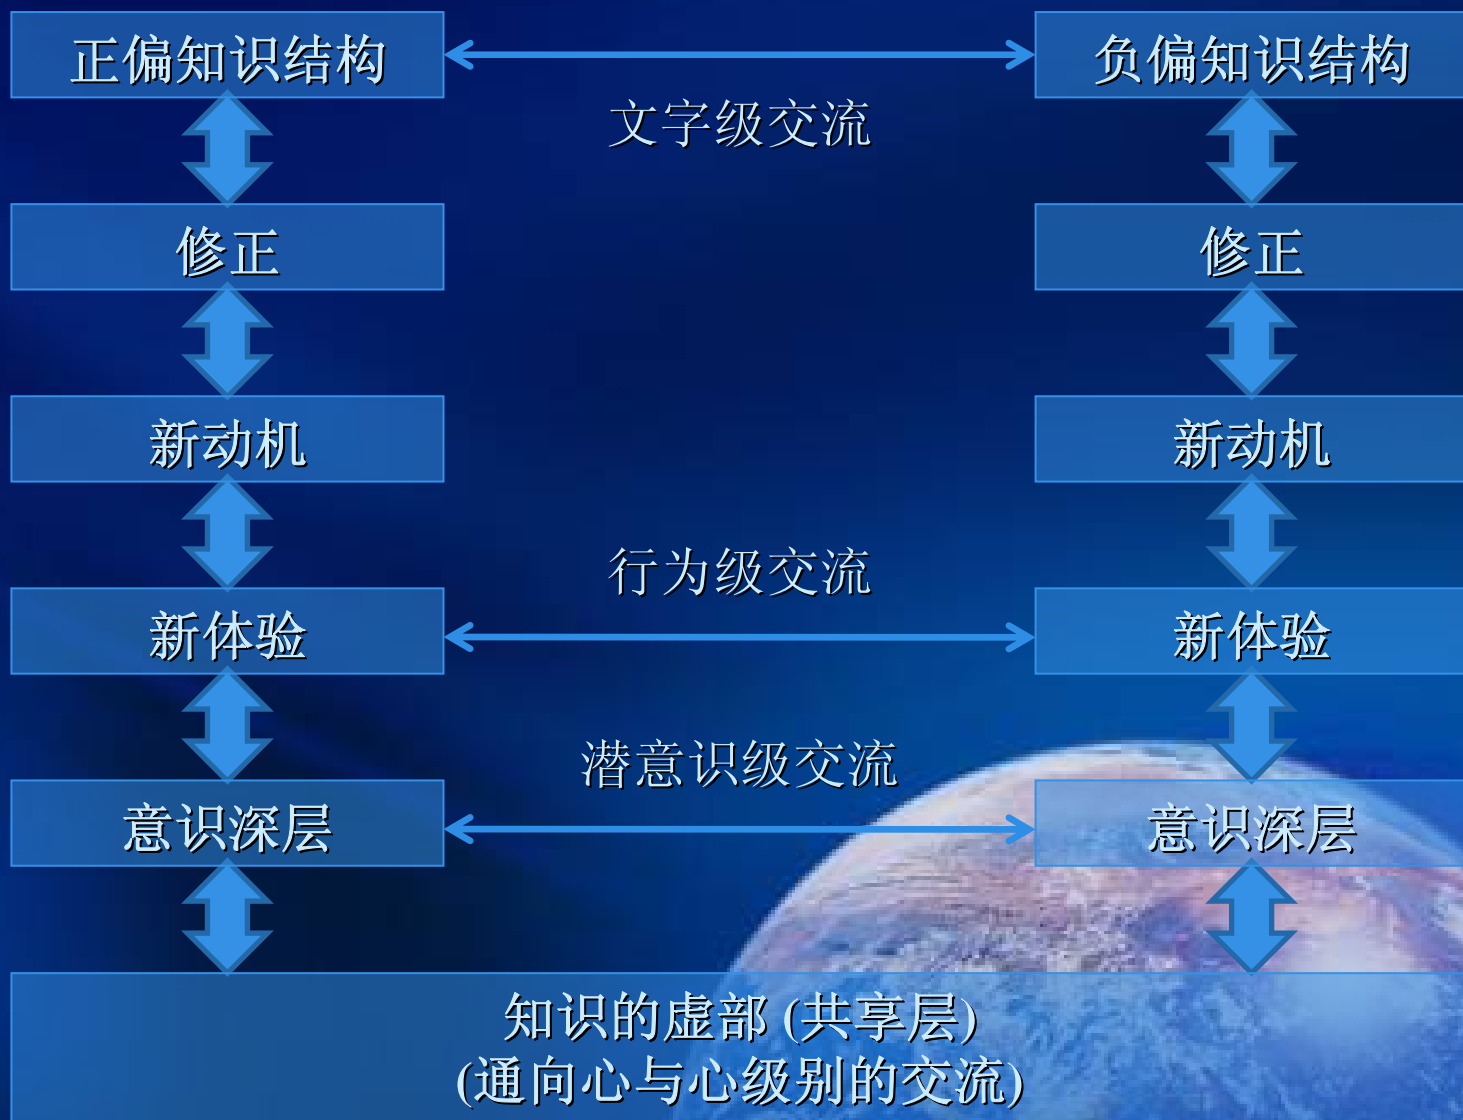 正偏知识结构
负偏知识结构
文字级交流
修正
修正
新动机
新动机
行为级交流
新体验
新体验
潜意识级交流
意识深层
意识深层
知识的虚部 (共享层)
(通向心与心级别的交流)